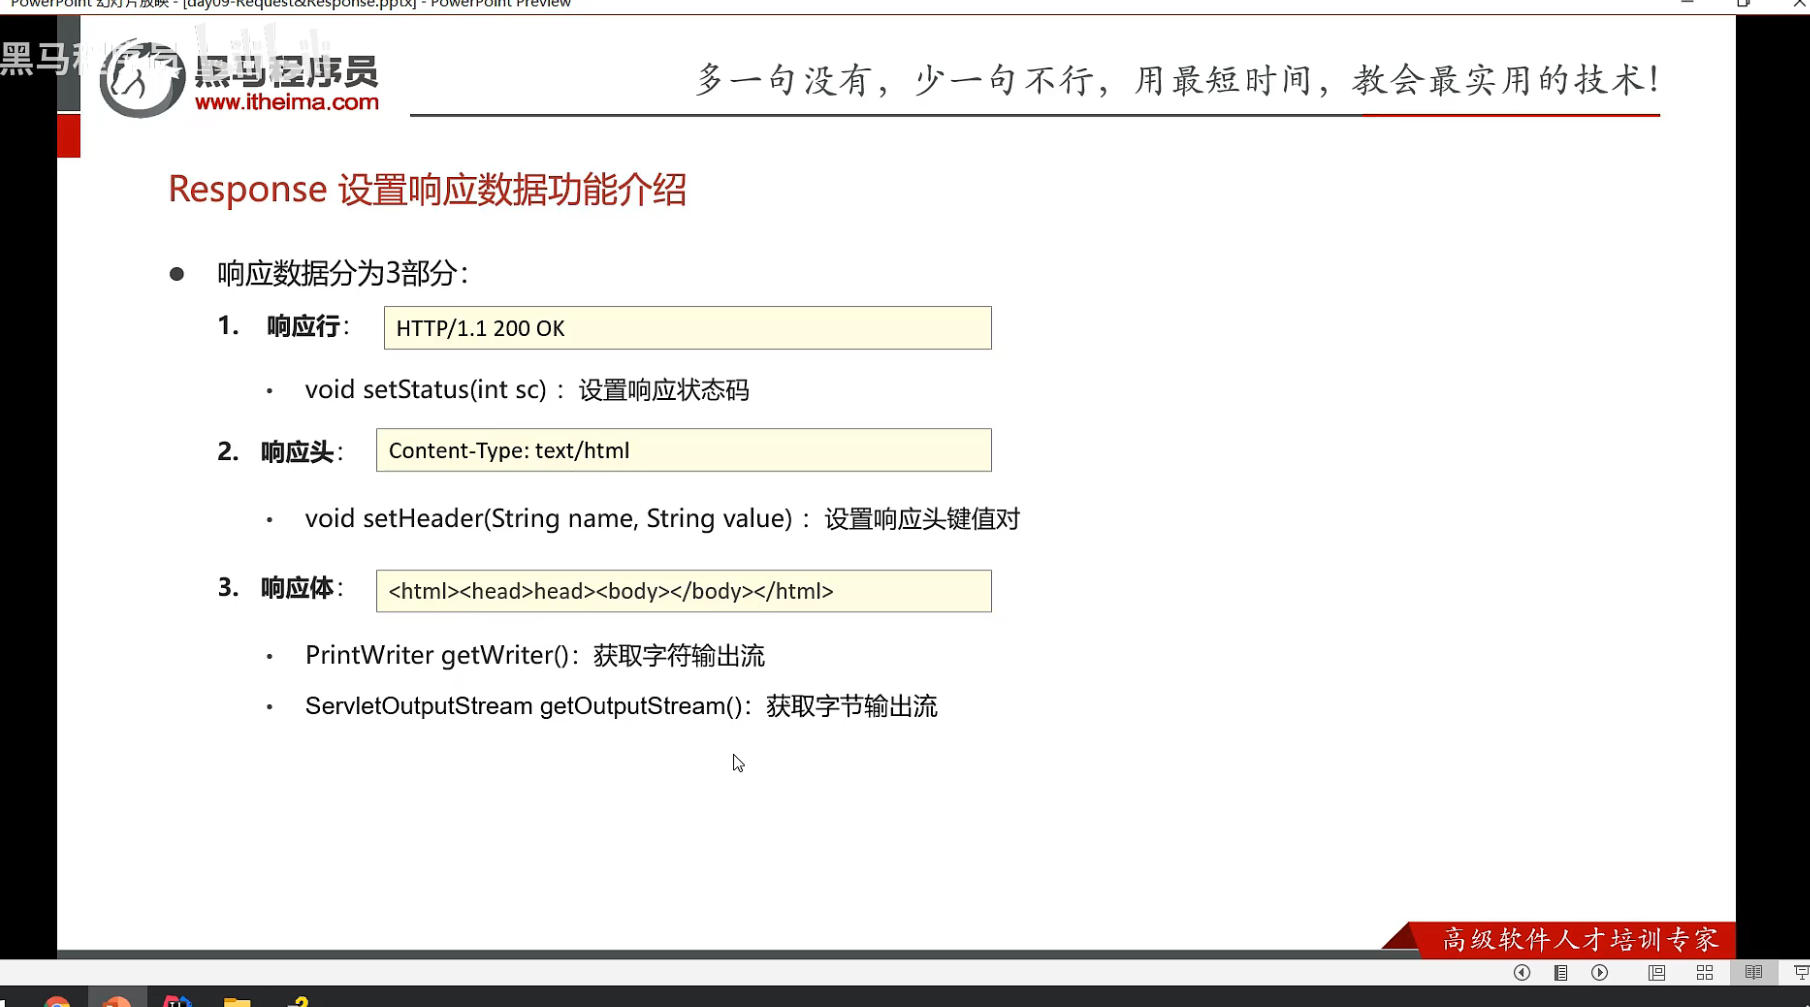 PowerPoint 幻灯片放映 - [day09-Request&Response.pptx] - PowerPoint Preview
黑马程序员
黑马程序员
www.itheima.com
多一句没有，少一句不行，用最短时间，教会最实用的技术！
Response 设置响应数据功能介绍
● 响应数据分为3部分：
1. 响应行： HTTP/1.1 200 OK
• void setStatus(int sc) ：设置响应状态码
2. 响应头： Content-Type: text/html
• void setHeader(String name, String value) ：设置响应头键值对
3. 响应体： <html><head>head><body></body></html>
• PrintWriter getWriter()：获取字符输出流
• ServletOutputStream getOutputStream()：获取字节输出流
高级软件人才培训专家